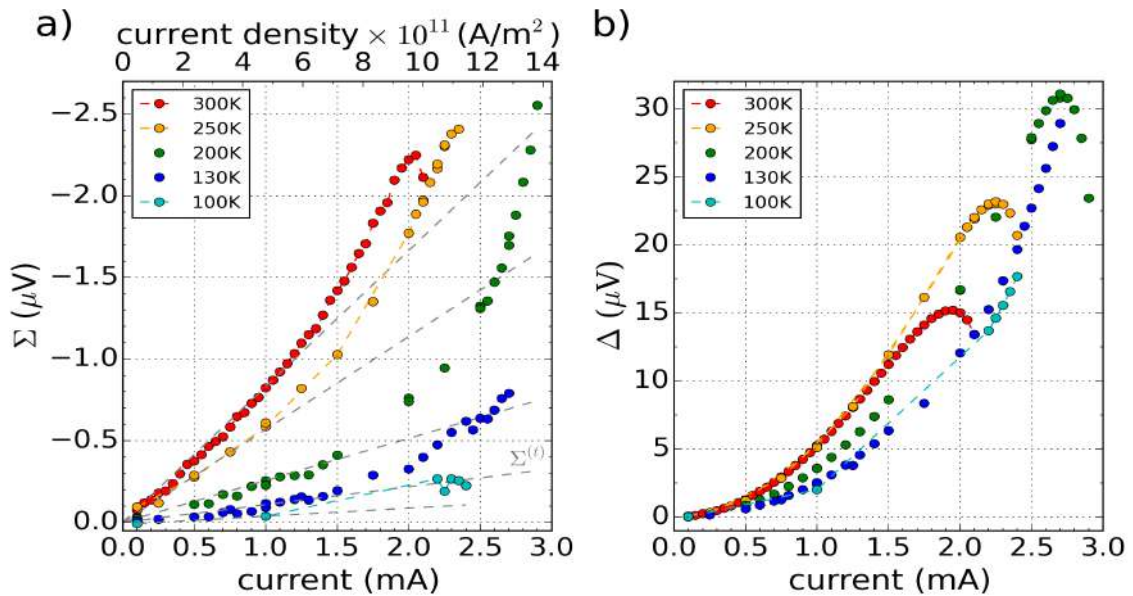 a)
current density × 10¹¹ (A/m²)
0 2 4 6 8 10 12 14
300K
250K
200K
130K
100K
Σ (μV)
−2.5
−2.0
−1.5
−1.0
−0.5
0.0
Σ⁽ᶠ⁾
0.0 0.5 1.0 1.5 2.0 2.5 3.0
current (mA)
b)
300K
250K
200K
130K
100K
Δ (μV)
30
25
20
15
10
5
0
0.0 0.5 1.0 1.5 2.0 2.5 3.0
current (mA)